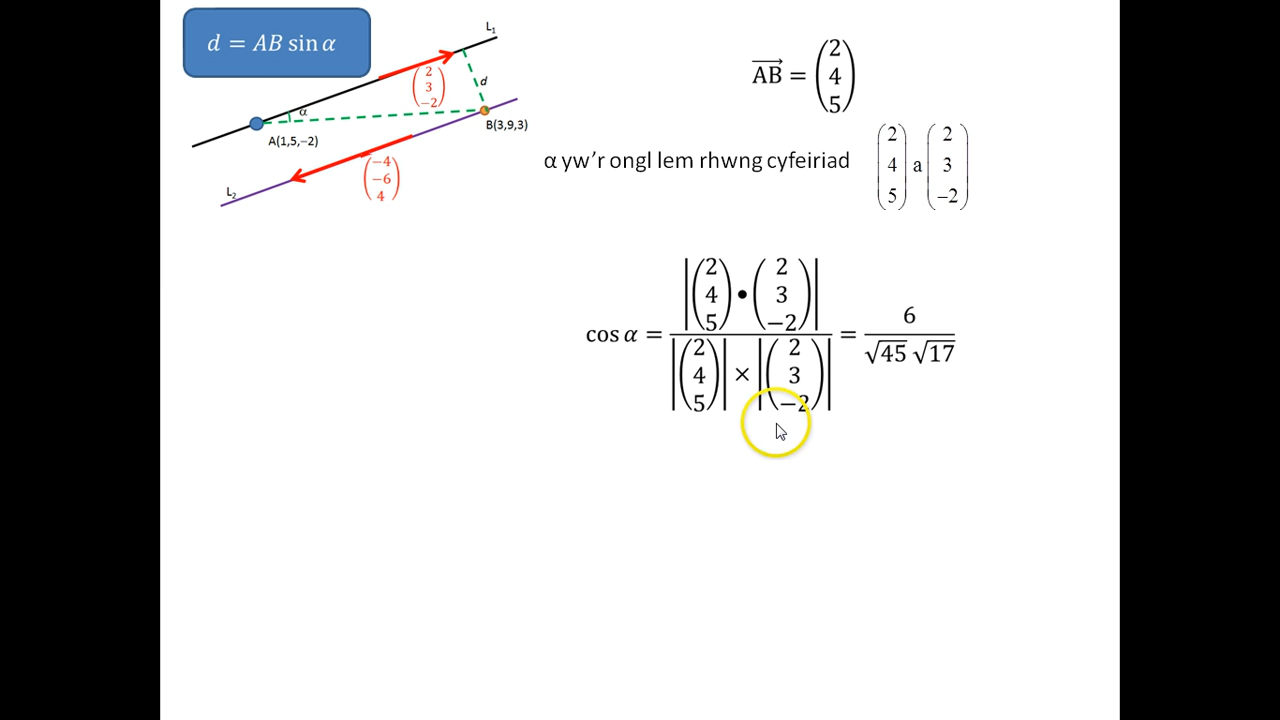 d = AB sin α
L₁
(2
3
−2)
d
α
A(1,5,−2)
B(3,9,3)
(−4
−6
4)
L₂
AB⃗ = (2
4
5)
α yw’r ongl lem rhwng cyfeiriad (2 4 5) a (2 3 −2)
cos α = |(2 4 5) • (2 3 −2)| / |(2 4 5)| × |(2 3 −2)| = 6 / √45 √17